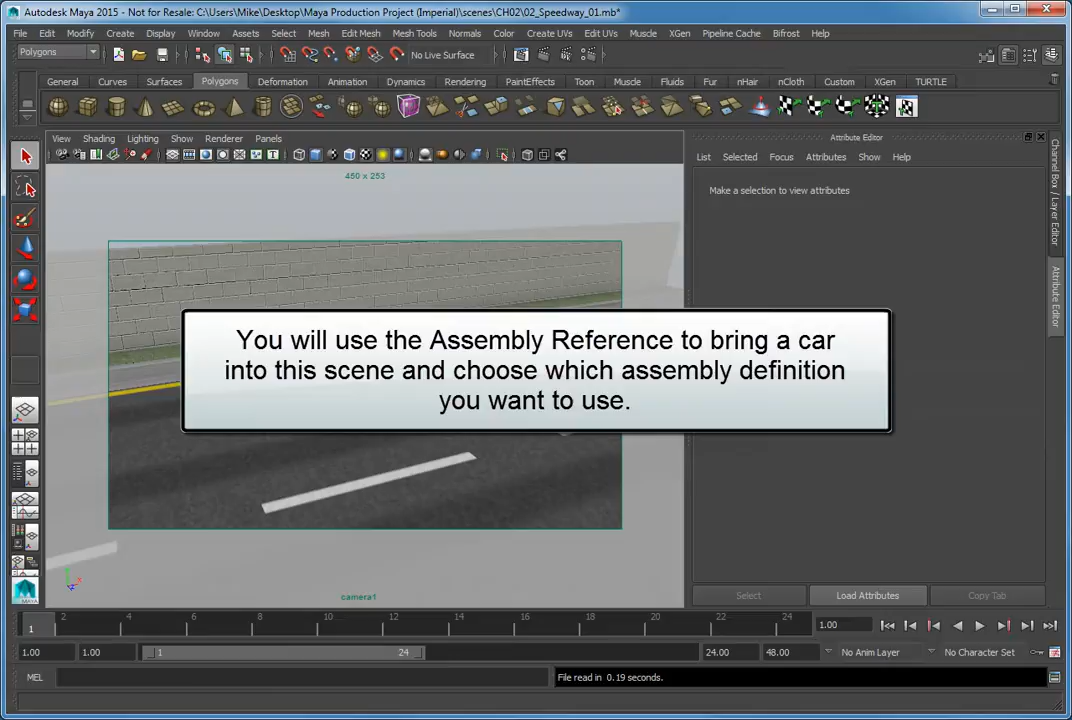 Autodesk Maya 2015 - Not for Resale: C:\Users\Mike\Desktop\Maya Production Project (Imperial)\scenes\CH02\02_Speedway_01.mb*
File Edit Modify Create Display Window Assets Select Mesh Edit Mesh Mesh Tools Normals Color Create UVs Edit UVs Muscle XGen Pipeline Cache Bifrost Help
Polygons No Live Surface
General Curves Surfaces Polygons Deformation Animation Dynamics Rendering PaintEffects Toon Muscle Fluids Fur nHair nCloth Custom XGen TURTLE
View Shading Lighting Show Renderer Panels
Attribute Editor
List Selected Focus Attributes Show Help
450 x 253
Make a selection to view attributes
Channel Box / Layer Editor
Attribute Editor
You will use the Assembly Reference to bring a car
into this scene and choose which assembly definition
you want to use.
camera1
Select Load Attributes Copy Tab
MAYA
1 2 4 6 8 10 12 14 16 18 20 22 24 1.00
1.00 1.00 1 24 24.00 48.00 No Anim Layer No Character Set
MEL File read in 0.19 seconds.